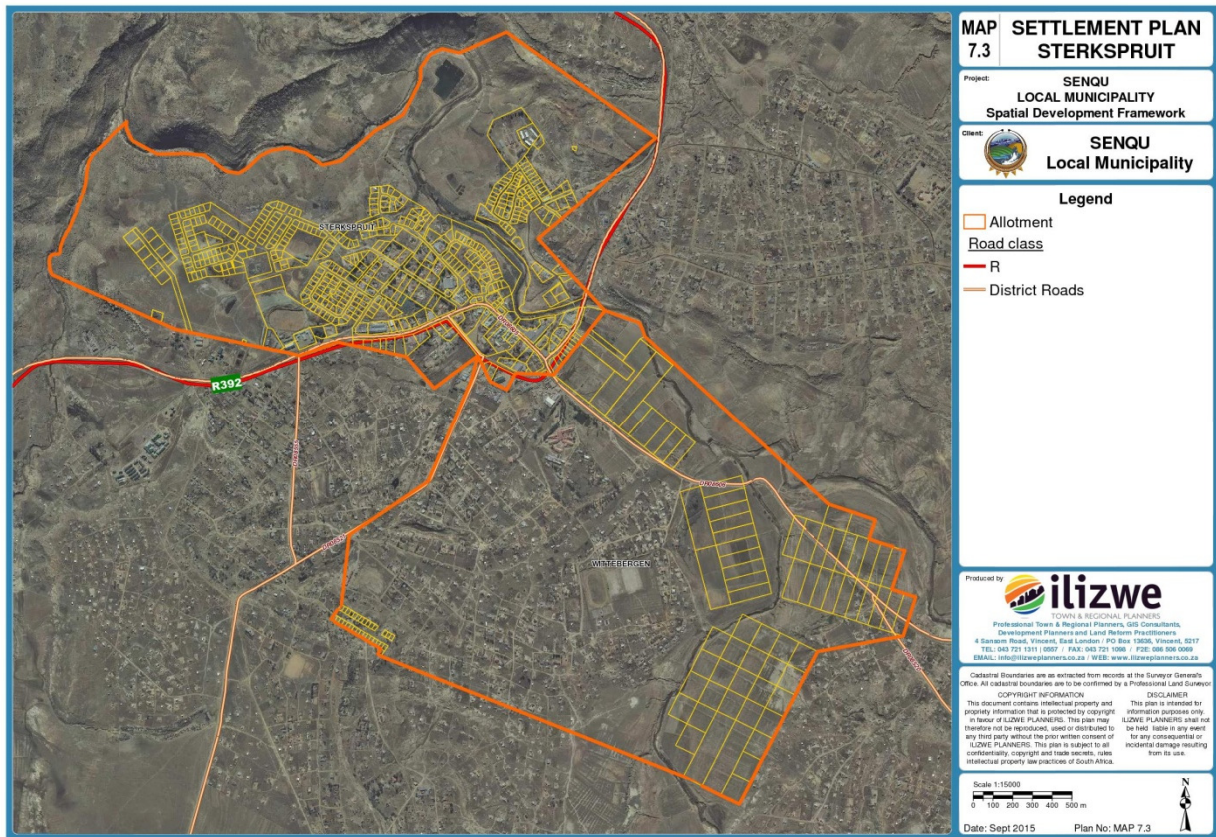 MAP
7.3
SETTLEMENT PLAN
STERKSPRUIT
Project:
SENQU
LOCAL MUNICIPALITY
Spatial Development Framework
Client:
SENQU
Local Municipality
Legend
Allotment
Road class
R
District Roads
STERKSPRUIT
R392
WITTEBERGEN
Produced by
ilizwe
TOWN & REGIONAL PLANNERS
Professional Town & Regional Planners, GIS Consultants,
Development Planners and Land Reform Practitioners
4 Sansom Road, Vincent, East London / PO Box 13635, Vincent, 5217
TEL: 043 721 1311 | 0557 / FAX: 043 721 1098 / F2E: 086 506 0069
EMAIL: info@ilizweplanners.co.za / WEB: www.ilizweplanners.co.za
Cadastral Boundaries are as extracted from records at the Surveyor General's
Office. All cadastral boundaries are to be confirmed by a Professional Land Surveyor
COPYRIGHT INFORMATION
This document contains intellectual property and
propriety information that is protected by copyright
in favour of ILIZWE PLANNERS. This plan may
therefore not be reproduced, used or distributed to
any third party without the prior written consent of
ILIZWE PLANNERS. This plan is subject to all
confidentiality, copyright and trade secrets, rules
intellectual property law practices of South Africa.
DISCLAIMER
This plan is intended for
information purposes only.
ILIZWE PLANNERS shall not
be held liable in any event
for any consequential or
incidental damage resulting
from its use.
Scale 1:15000
0 100 200 300 400 500 m
N
Date: Sept 2015
Plan No: MAP 7.3